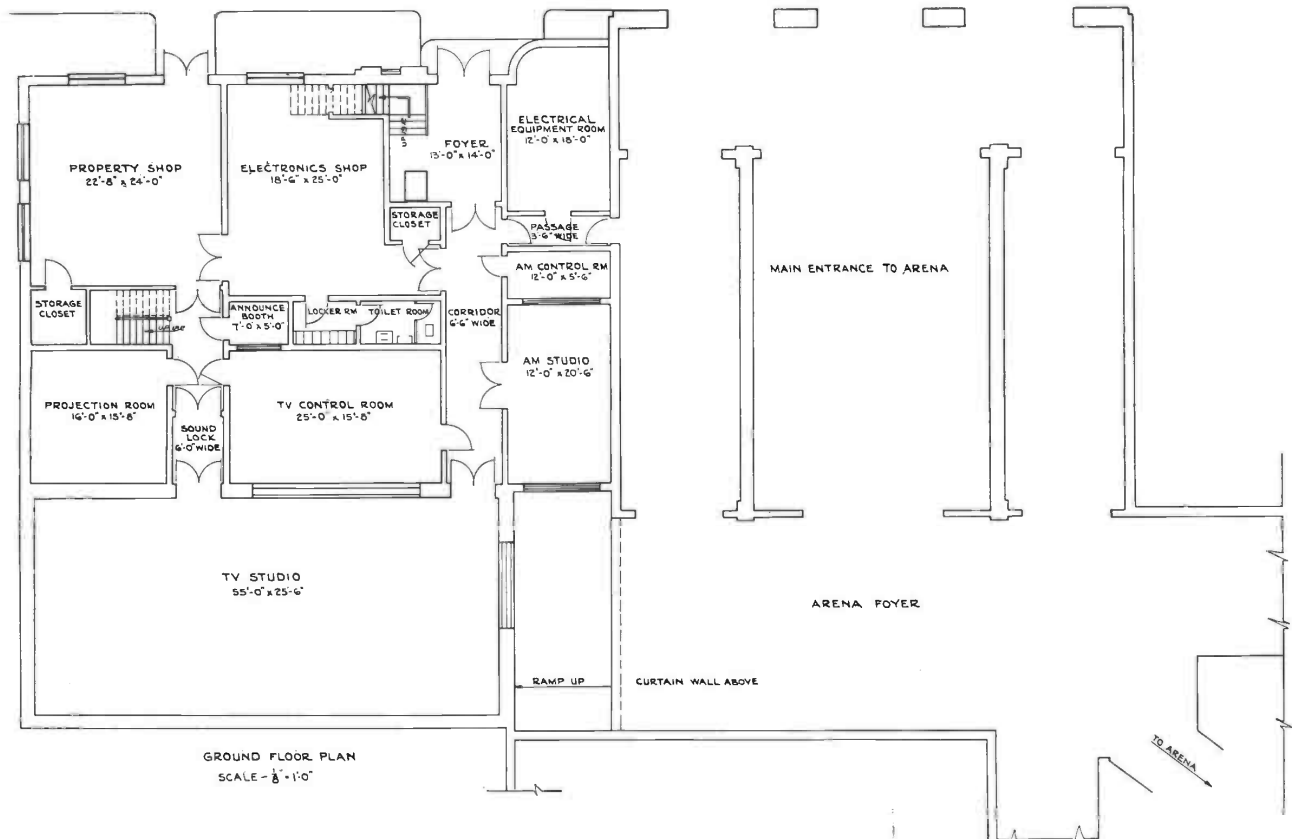 ELECTRICAL
EQUIPMENT ROOM
12'-0" x 18'-0"
FOYER
13'-0" x 14'-0"
UP 18 R
PROPERTY SHOP
22'-8" x 24'-0"
ELECTRONICS SHOP
18'-6" x 25'-0"
STORAGE
CLOSET
PASSAGE
3'-6" WIDE
AM CONTROL RM
12'-0" x 5'-6"
MAIN ENTRANCE TO ARENA
STORAGE
CLOSET
UP 18 R
ANNOUNCE
BOOTH
7'-0" x 5'-0"
LOCKER RM
TOILET ROOM
CORRIDOR
6'-6" WIDE
AM STUDIO
12'-0" x 20'-6"
PROJECTION ROOM
16'-0" x 15'-8"
SOUND
LOCK
6'-0" WIDE
TV CONTROL ROOM
25'-0" x 15'-8"
TV STUDIO
55'-0" x 25'-6"
ARENA FOYER
RAMP UP
CURTAIN WALL ABOVE
TO ARENA
GROUND FLOOR PLAN
SCALE - 1/8" = 1'-0"